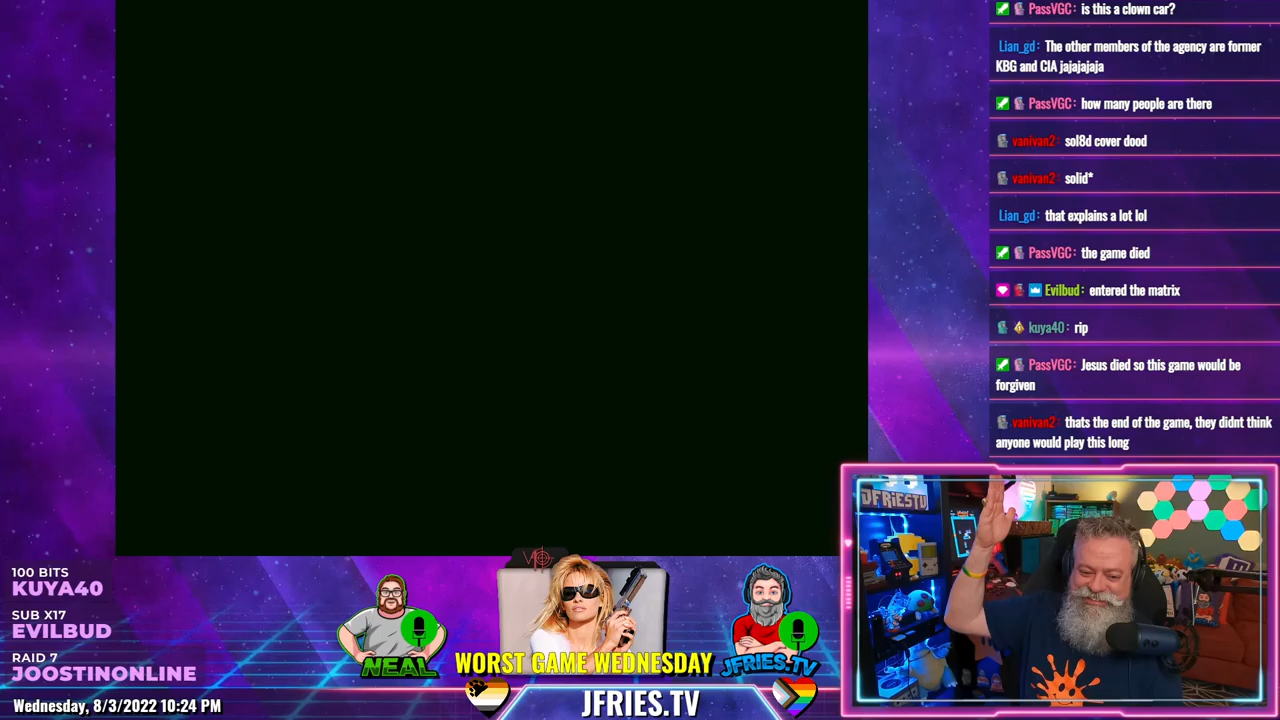 PassVGC: is this a clown car?
Lian_gd: The other members of the agency are former
KBG and CIA jajajajaja
PassVGC: how many people are there
vanivan2: sol8d cover dood
vanivan2: solid*
Lian_gd: that explains a lot lol
PassVGC: the game died
Evilbud: entered the matrix
kuya40: rip
PassVGC: Jesus died so this game would be
forgiven
vanivan2: thats the end of the game, they didnt think
anyone would play this long
JFRIESTV
100 BITS
KUYA40
SUB X17
EVILBUD
RAID 7
JOOSTINONLINE
Wednesday, 8/3/2022 10:24 PM
VIP
NEAL
WORST GAME WEDNESDAY
JFRIES.TV
JFRIES.TV